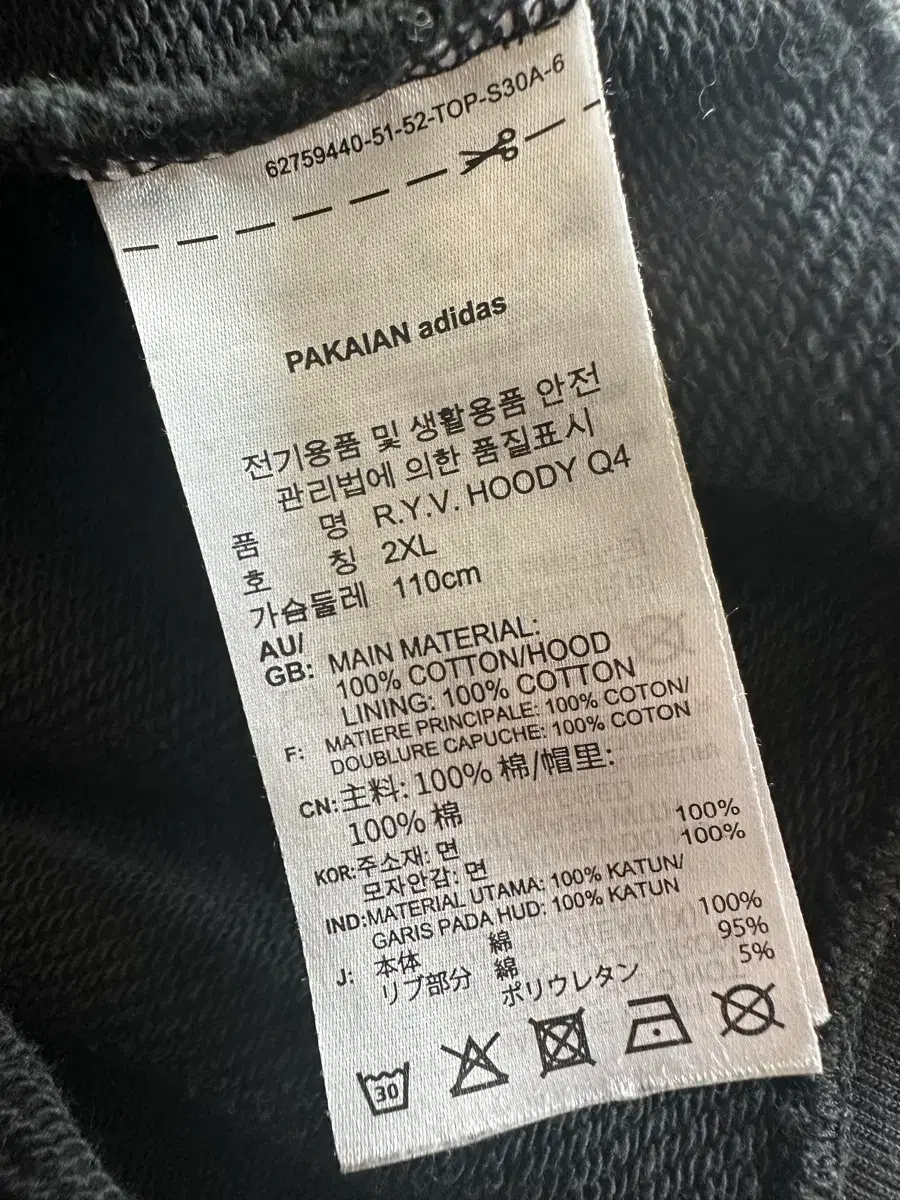 62759440-51-52-TOP-S30A-6
PAKAIAN adidas
전기용품 및 생활용품 안전
관리법에 의한 품질표시
품 명 R.Y.V. HOODY Q4
호 칭 2XL
가슴둘레 110cm
AU/
GB: MAIN MATERIAL:
100% COTTON/HOOD
LINING: 100% COTTON
F: MATIERE PRINCIPALE: 100% COTON/
DOUBLURE CAPUCHE: 100% COTON
CN: 主料: 100% 棉/帽里:
100% 棉
KOR: 주소재: 면 100%
모자안감: 면 100%
IND: MATERIAL UTAMA: 100% KATUN/
GARIS PADA HUD: 100% KATUN
J: 本体 綿 100%
リブ部分 綿 95%
ポリウレタン 5%
30